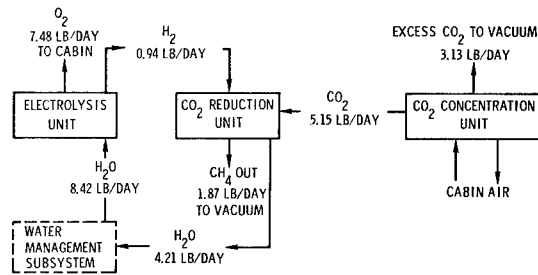 O2
7.48 LB/DAY
TO CABIN
H2
0.94 LB/DAY
EXCESS CO2 TO VACUUM
3.13 LB/DAY
ELECTROLYSIS
UNIT
CO2 REDUCTION
UNIT
CO2
5.15 LB/DAY
CO2 CONCENTRATION
UNIT
H2O
8.42 LB/DAY
CH4 OUT
1.87 LB/DAY
TO VACUUM
CABIN AIR
WATER
MANAGEMENT
SUBSYSTEM
H2O
4.21 LB/DAY